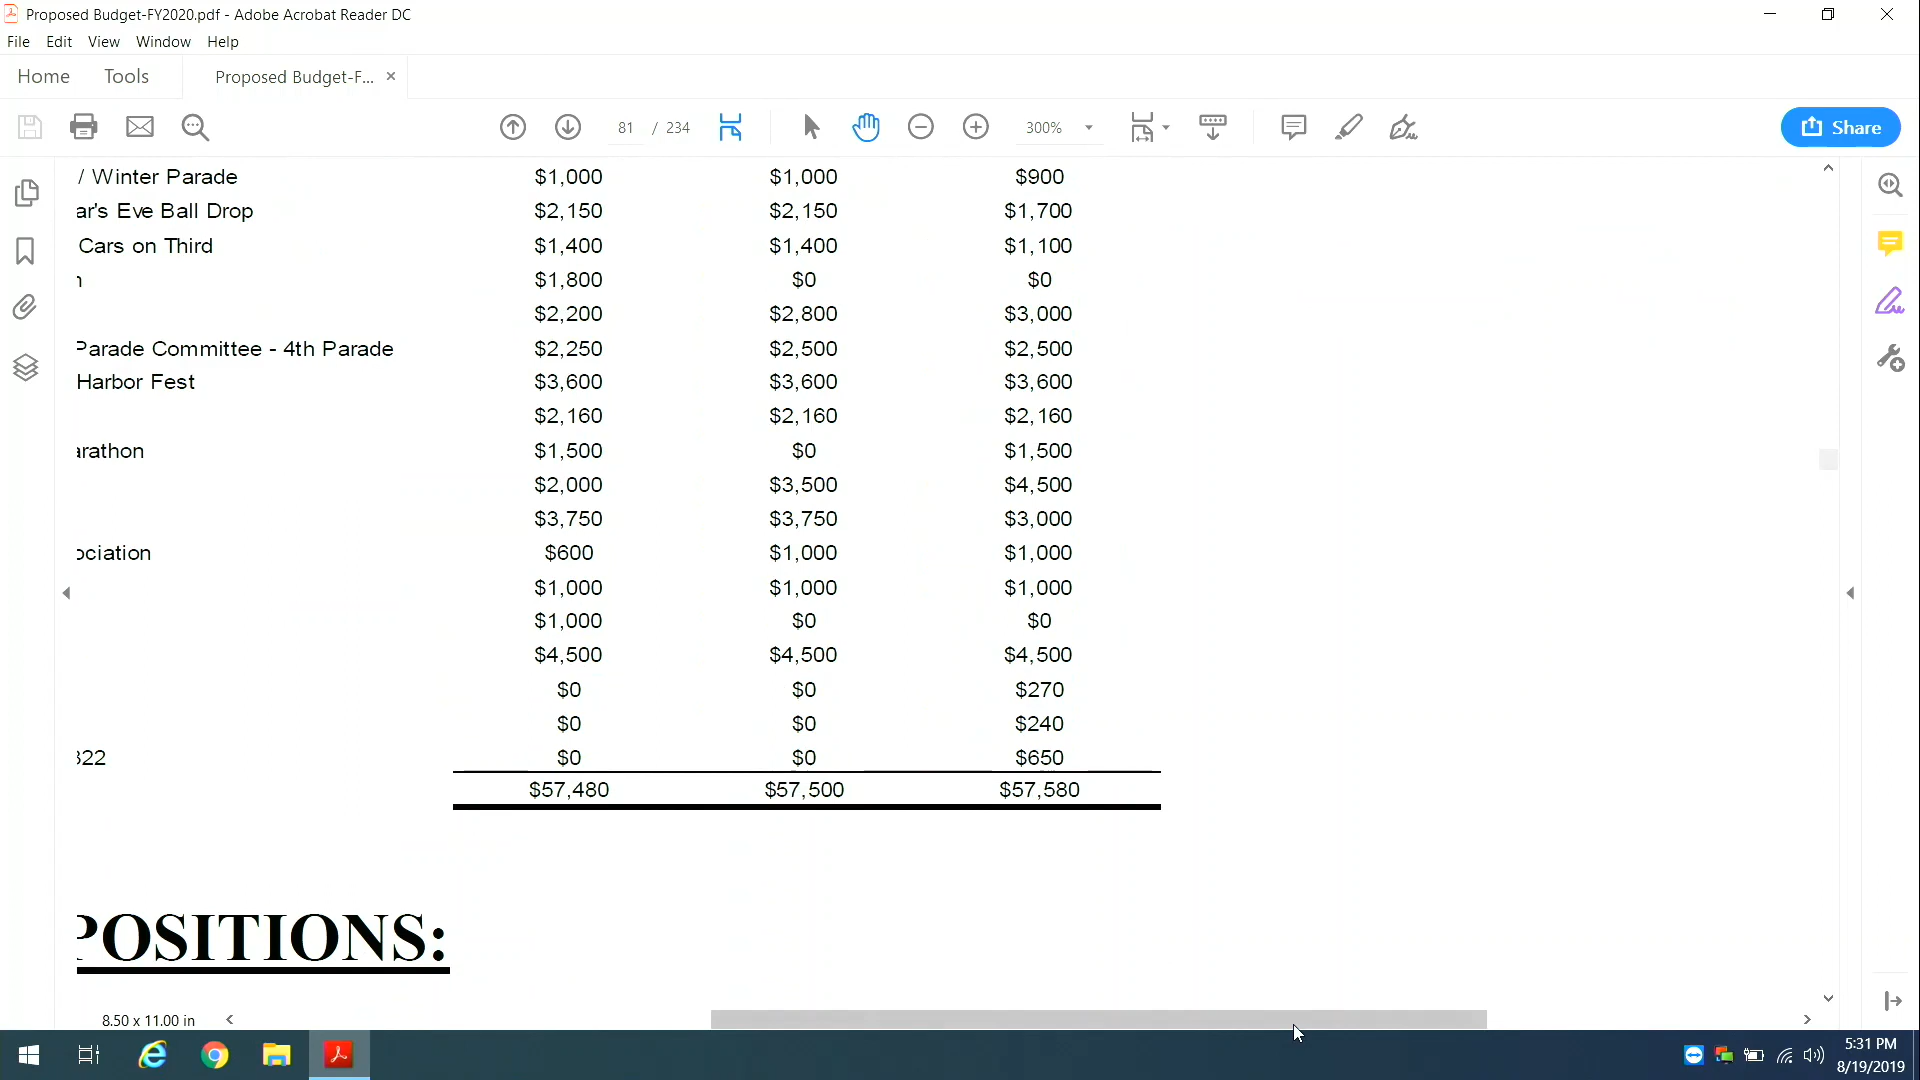 Proposed Budget-FY2020.pdf - Adobe Acrobat Reader DC
File Edit View Window Help
Home Tools Proposed Budget-F... ×
81 / 234 300% Share
/ Winter Parade $1,000 $1,000 $900
ar's Eve Ball Drop $2,150 $2,150 $1,700
Cars on Third $1,400 $1,400 $1,100
$1,800 $0 $0
$2,200 $2,800 $3,000
Parade Committee - 4th Parade $2,250 $2,500 $2,500
Harbor Fest $3,600 $3,600 $3,600
$2,160 $2,160 $2,160
arathon $1,500 $0 $1,500
$2,000 $3,500 $4,500
$3,750 $3,750 $3,000
ociation $600 $1,000 $1,000
$1,000 $1,000 $1,000
$1,000 $0 $0
$4,500 $4,500 $4,500
$0 $0 $270
$0 $0 $240
322 $0 $0 $650
$57,480 $57,500 $57,580
POSITIONS:
8.50 x 11.00 in
5:31 PM
8/19/2019